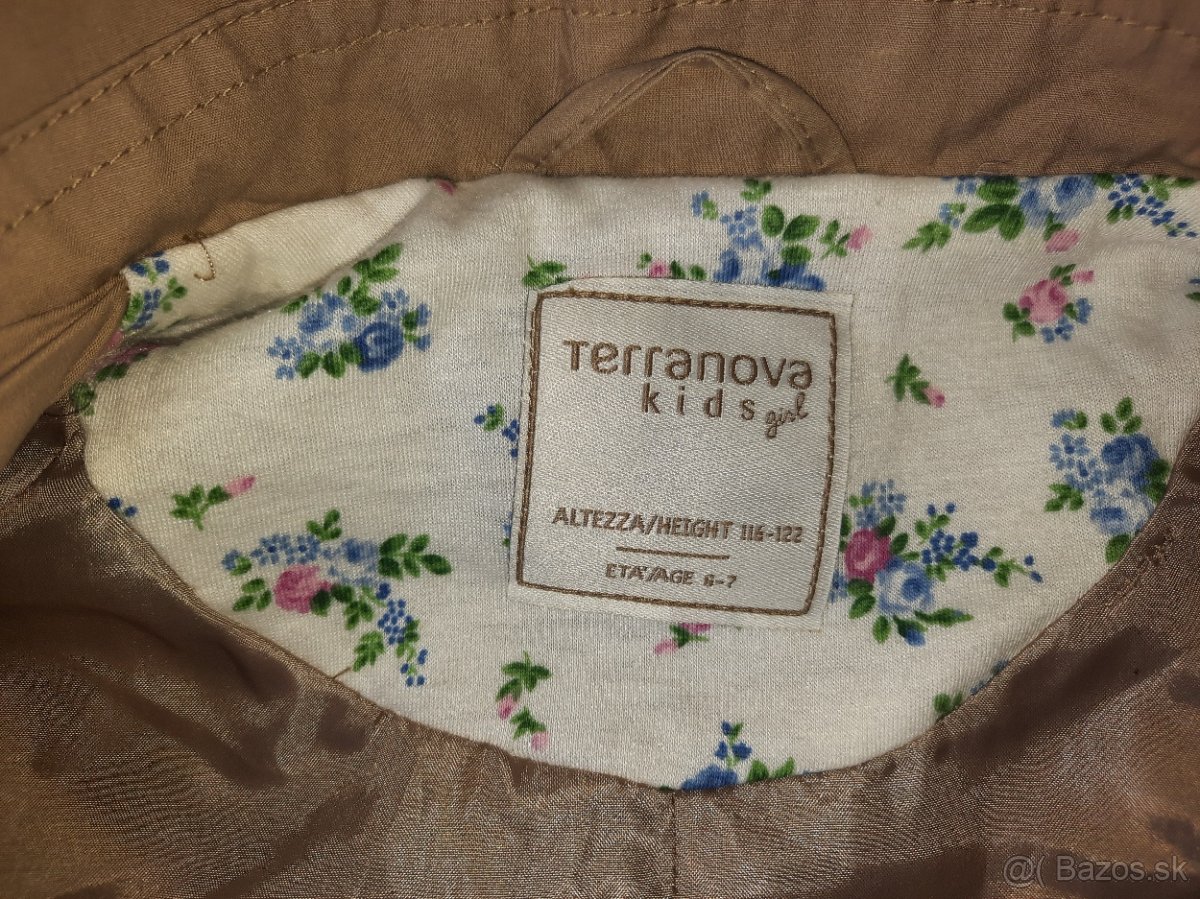 Terranova
kids girl
ALTEZZA/HEIGHT 116-122
ETA'/AGE 6-7
@( Bazos.sk